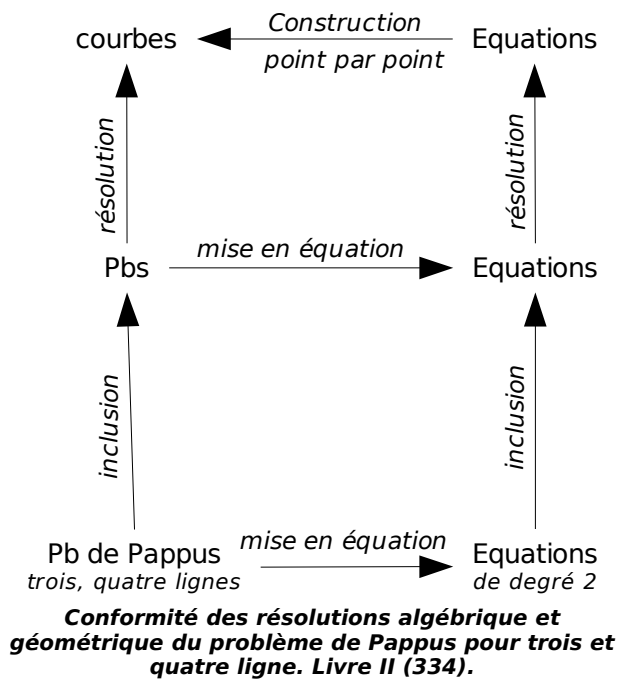 courbes
Construction
point par point
Equations
résolution
résolution
Pbs
mise en équation
Equations
inclusion
inclusion
Pb de Pappus
trois, quatre lignes
mise en équation
Equations
de degré 2
Conformité des résolutions algébrique et
géométrique du problème de Pappus pour trois et
quatre ligne. Livre II (334).